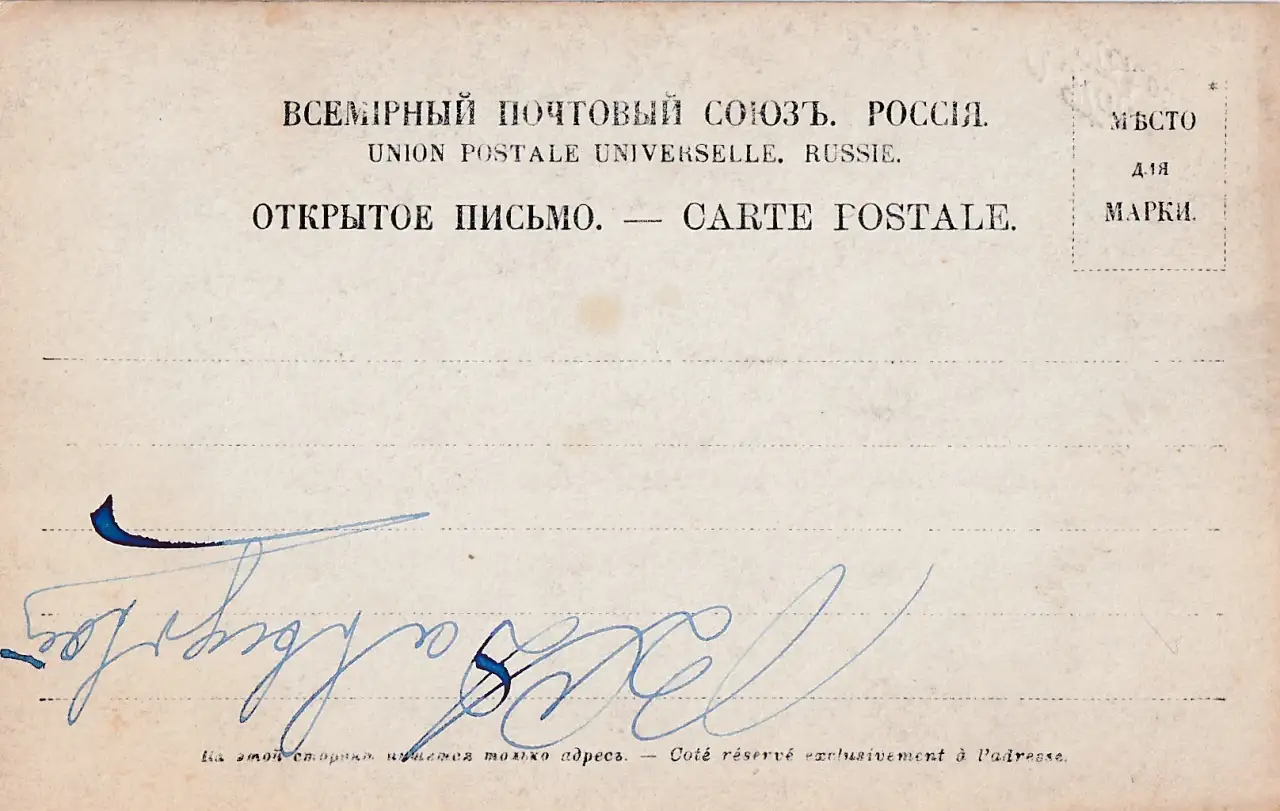 ВСЕМІРНЫЙ ПОЧТОВЫЙ СОЮЗЪ. РОССІЯ.
UNION POSTALE UNIVERSELLE. RUSSIE.
ОТКРЫТОЕ ПИСЬМО. — CARTE POSTALE.
*
МѢСТО
ДЛЯ
МАРКИ.
На этой сторонѣ пишется только адресъ. — Coté réservé exclusivement à l'adresse.